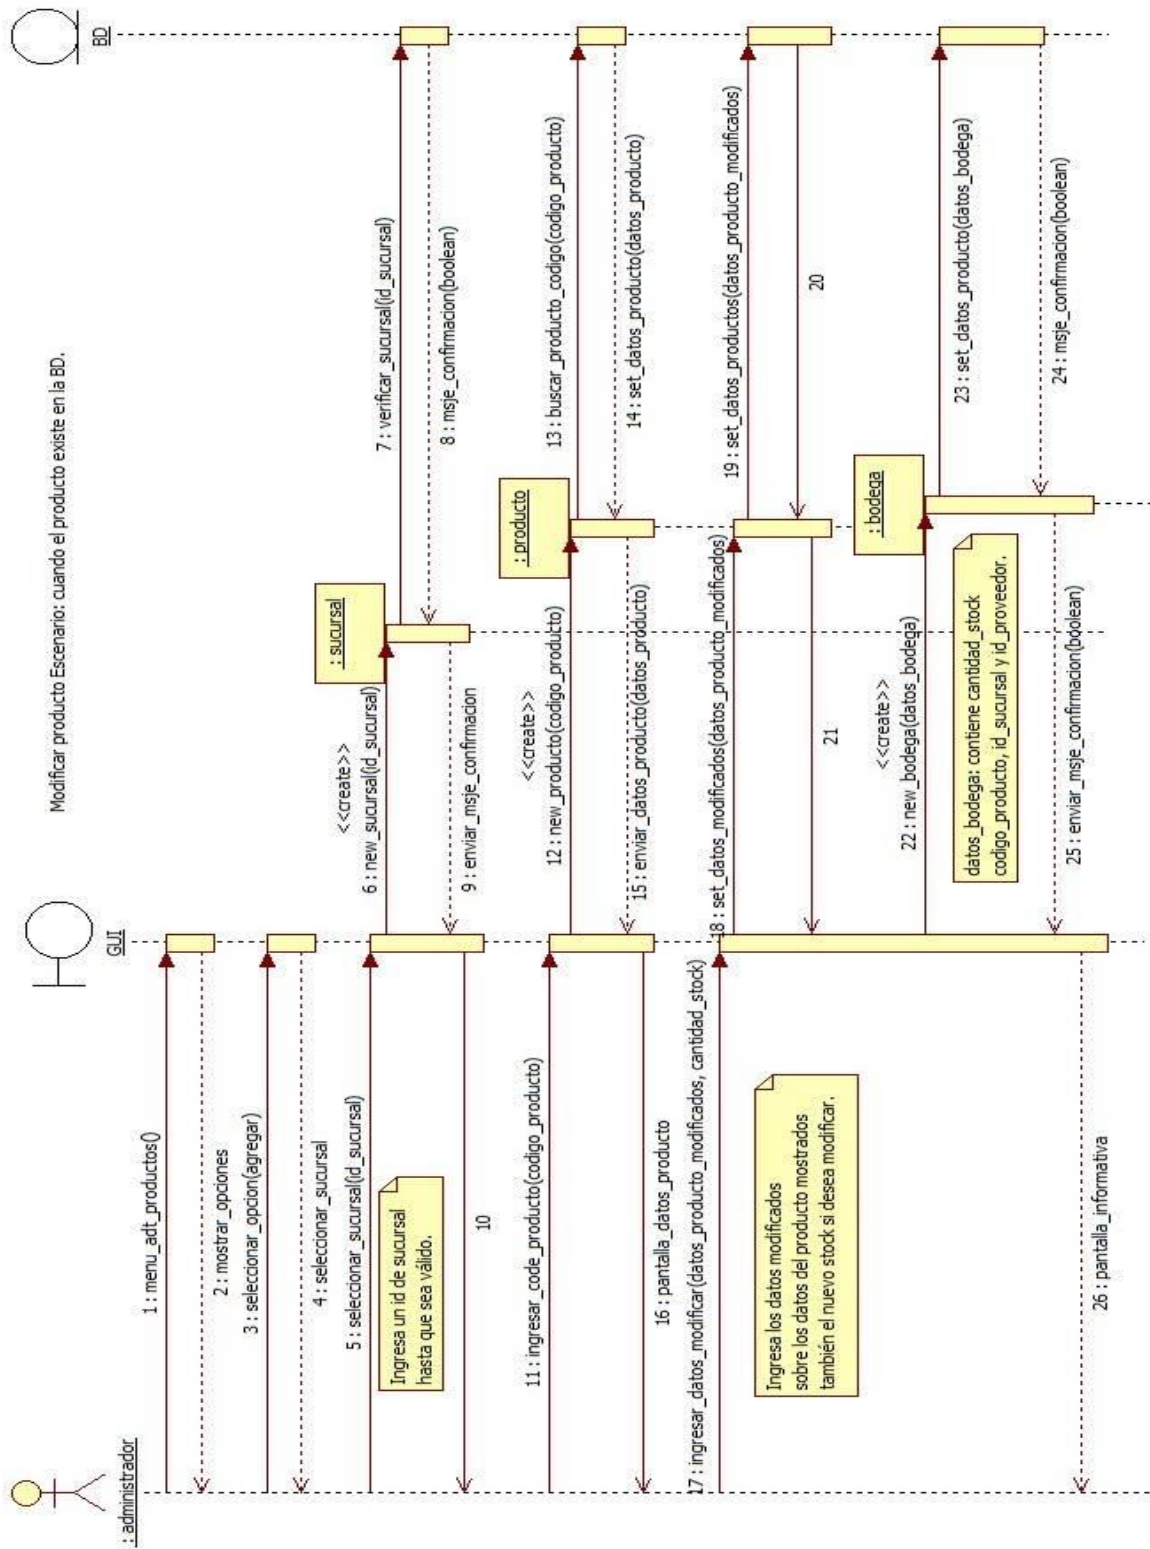 Modificar producto Escenario: cuando el producto existe en la BD.
: administrador
GUI
BD
1 : menu_adt_productos()
2 : mostrar_opciones
3 : seleccionar_opcion(agregar)
4 : seleccionar_sucursal
5 : seleccionar_sucursal(id_sucursal)
Ingresa un id de sucursal
hasta que sea válido.
<<create>>
6 : new_sucursal(id_sucursal)
: sucursal
7 : verificar_sucursal(id_sucursal)
8 : msje_confirmacion(boolean)
9 : enviar_msje_confirmacion
10
11 : ingresar_code_producto(codigo_producto)
<<create>>
12 : new_producto(codigo_producto)
: producto
13 : buscar_producto_codigo(codigo_producto)
14 : set_datos_producto(datos_producto)
15 : enviar_datos_producto(datos_producto)
16 : pantalla_datos_producto
17 : ingresar_datos_modificar(datos_producto_modificados, cantidad_stock)
Ingresa los datos modificados
sobre los datos del producto mostrados
también el nuevo stock si desea modificar.
18 : set_datos_modificados(datos_producto_modificados)
19 : set_datos_productos(datos_producto_modificados)
20
21
<<create>>
22 : new_bodega(datos_bodega)
: bodega
datos_bodega: contiene cantidad_stock
codigo_producto, id_sucursal y id_proveedor.
23 : set_datos_producto(datos_bodega)
24 : msje_confirmacion(boolean)
25 : enviar_msje_confirmacion(boolean)
26 : pantalla_informativa